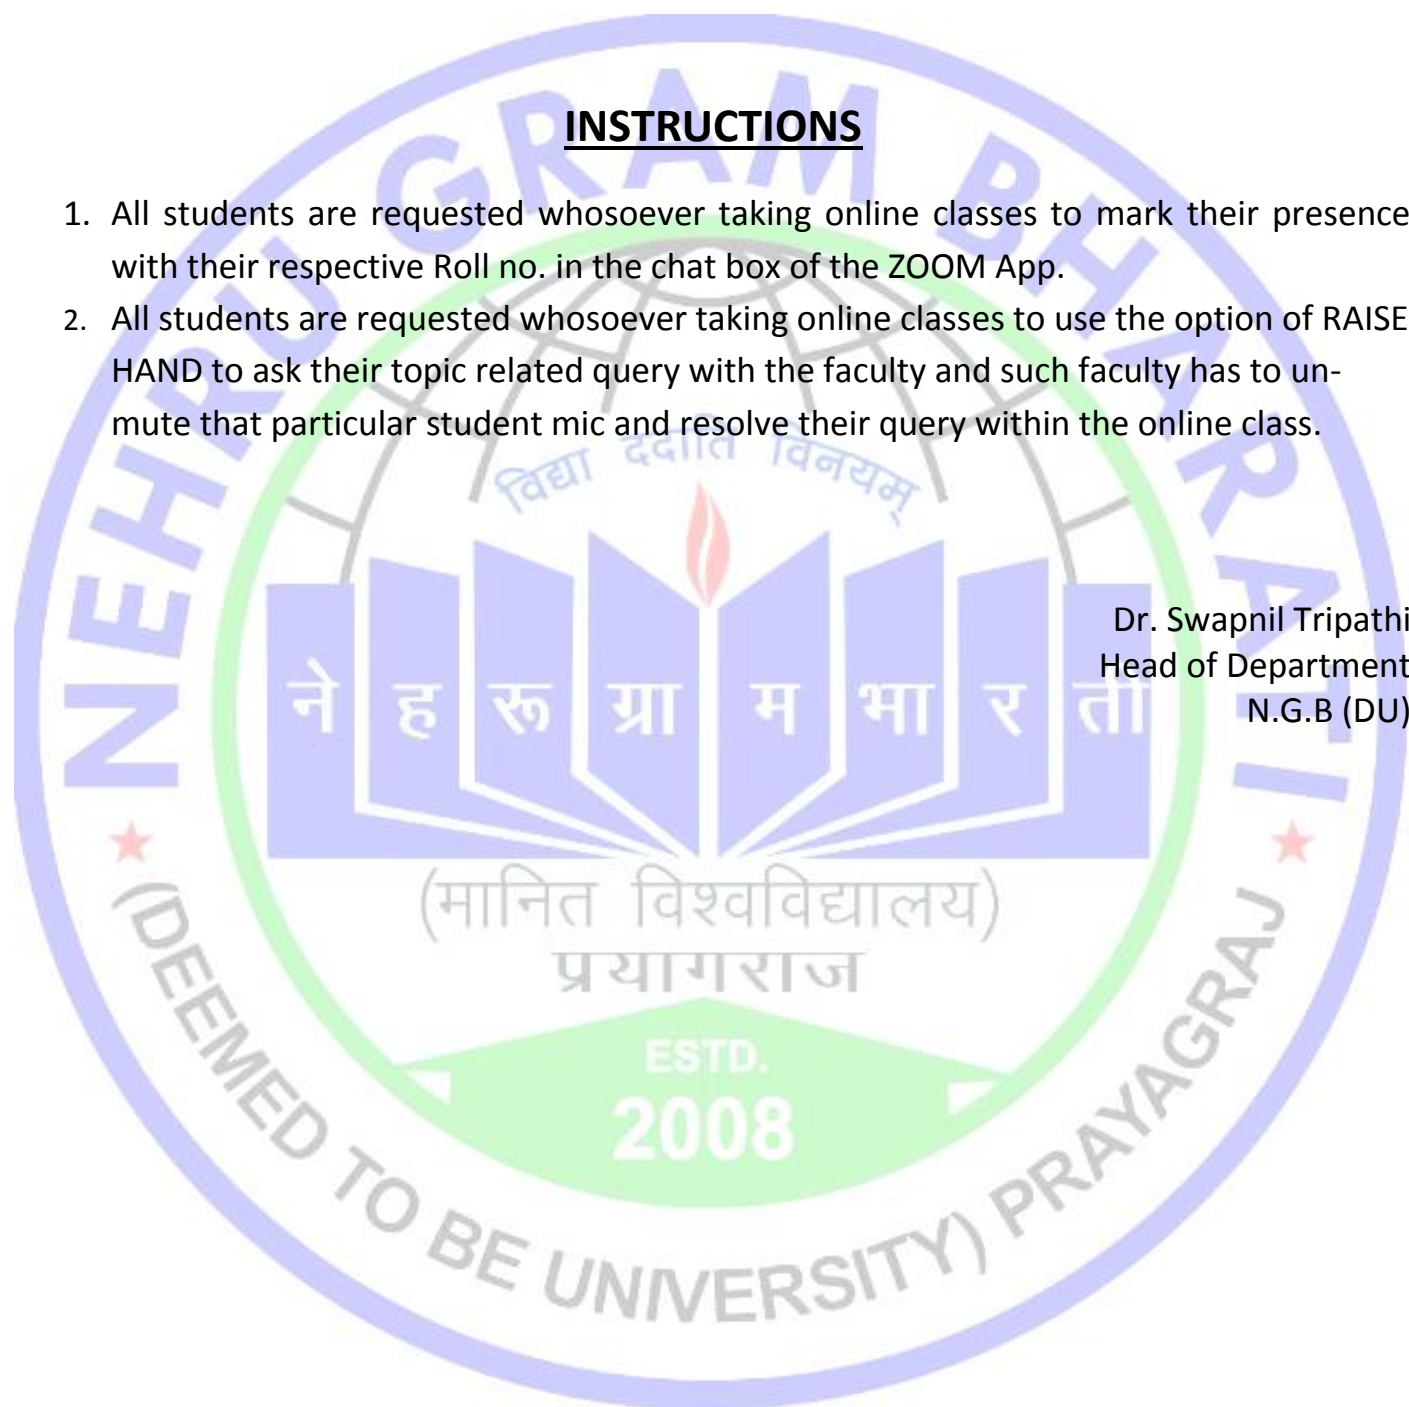 INSTRUCTIONS
1. All students are requested whosoever taking online classes to mark their presence
with their respective Roll no. in the chat box of the ZOOM App.
2. All students are requested whosoever taking online classes to use the option of RAISE
HAND to ask their topic related query with the faculty and such faculty has to un-
mute that particular student mic and resolve their query within the online class.
Dr. Swapnil Tripathi
Head of Department
N.G.B (DU)
NEHRU GRAM BHARATI
विद्या ददाति विनयम्
ने ह रू ग्रा म भा र ती
(मानित विश्वविद्यालय)
प्रयागराज
ESTD.
2008
(DEEMED TO BE UNIVERSITY) PRAYAGRAJ